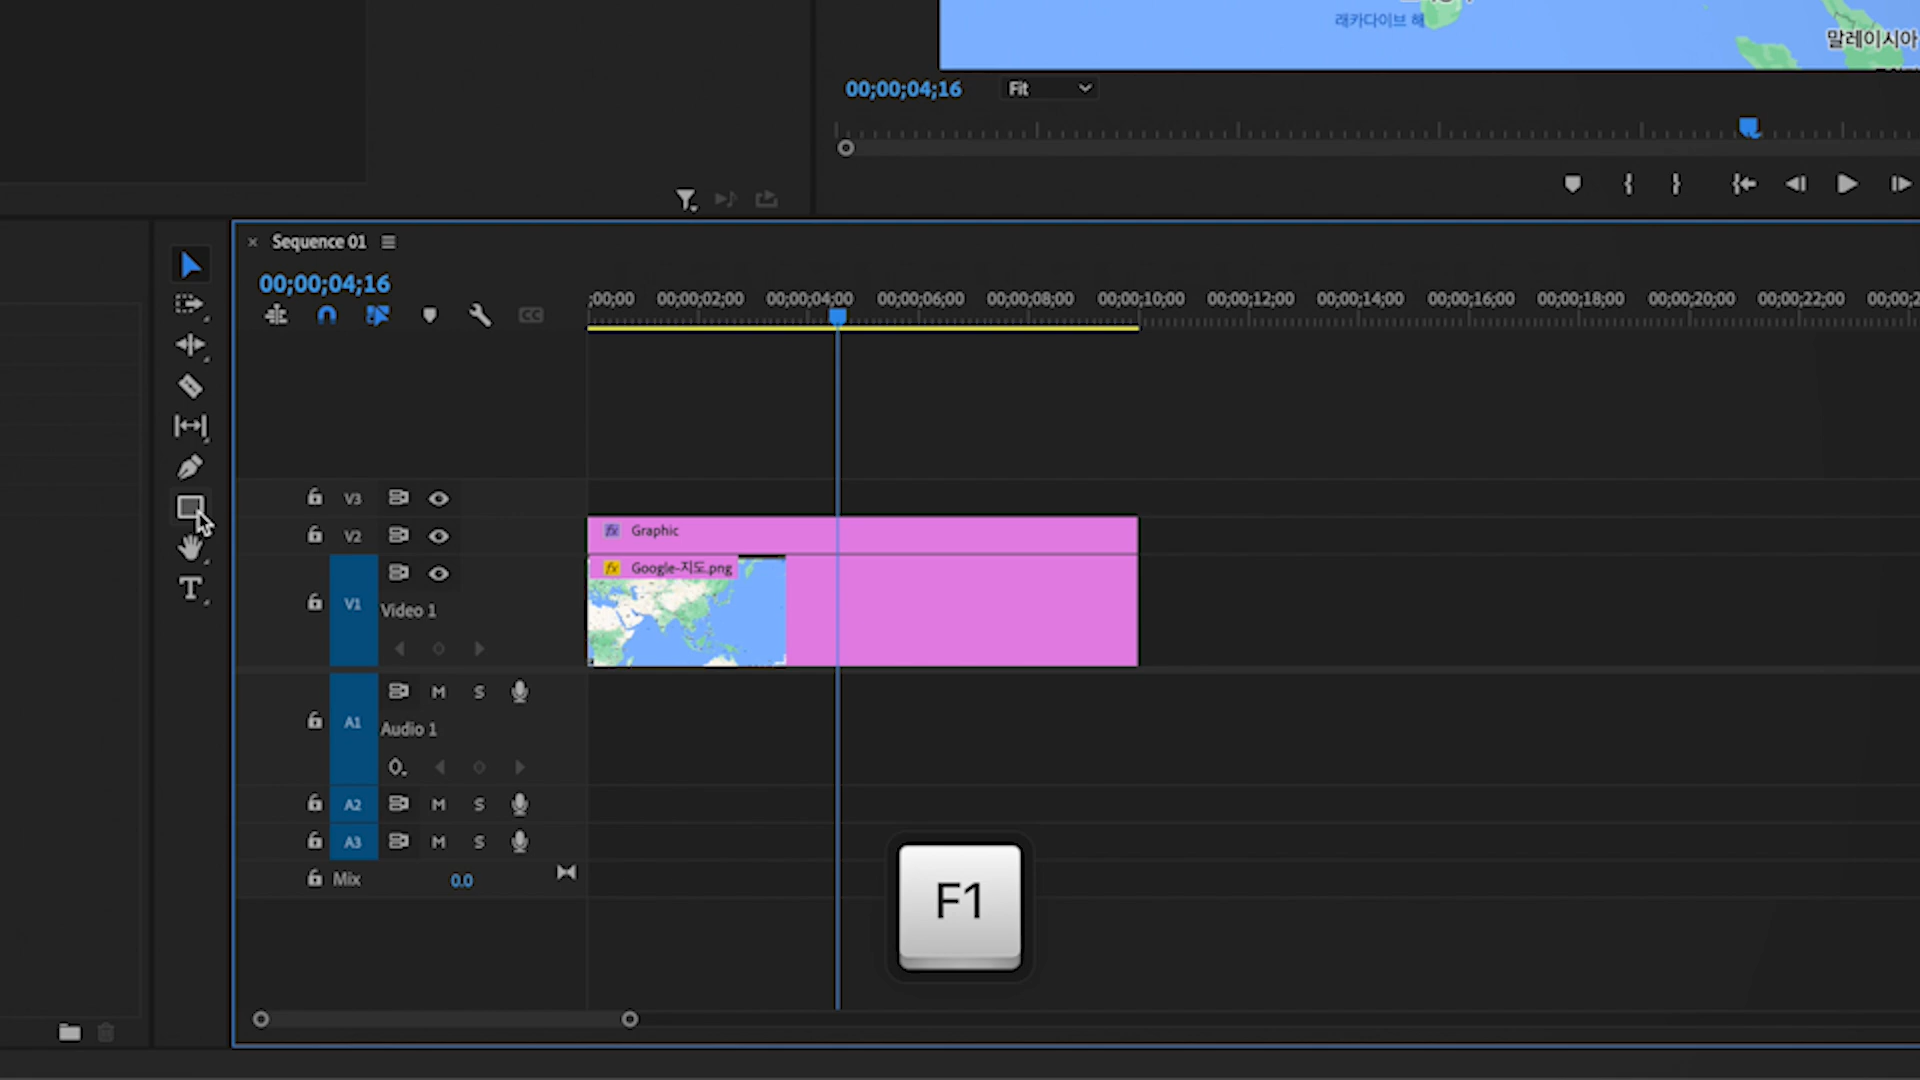 래카다이브 해
말레이시아
00;00;04;16
Fit
Sequence 01
00;00;04;16
;00;00
00;00;02;00
00;00;04;00
00;00;06;00
00;00;08;00
00;00;10;00
00;00;12;00
00;00;14;00
00;00;16;00
00;00;18;00
00;00;20;00
00;00;22;00
00;00;2
CC
T
V3
V2
fx Graphic
fx Google-지도.png
V1
Video 1
M S
A1
Audio 1
A2 M S
A3 M S
Mix 0.0
F1